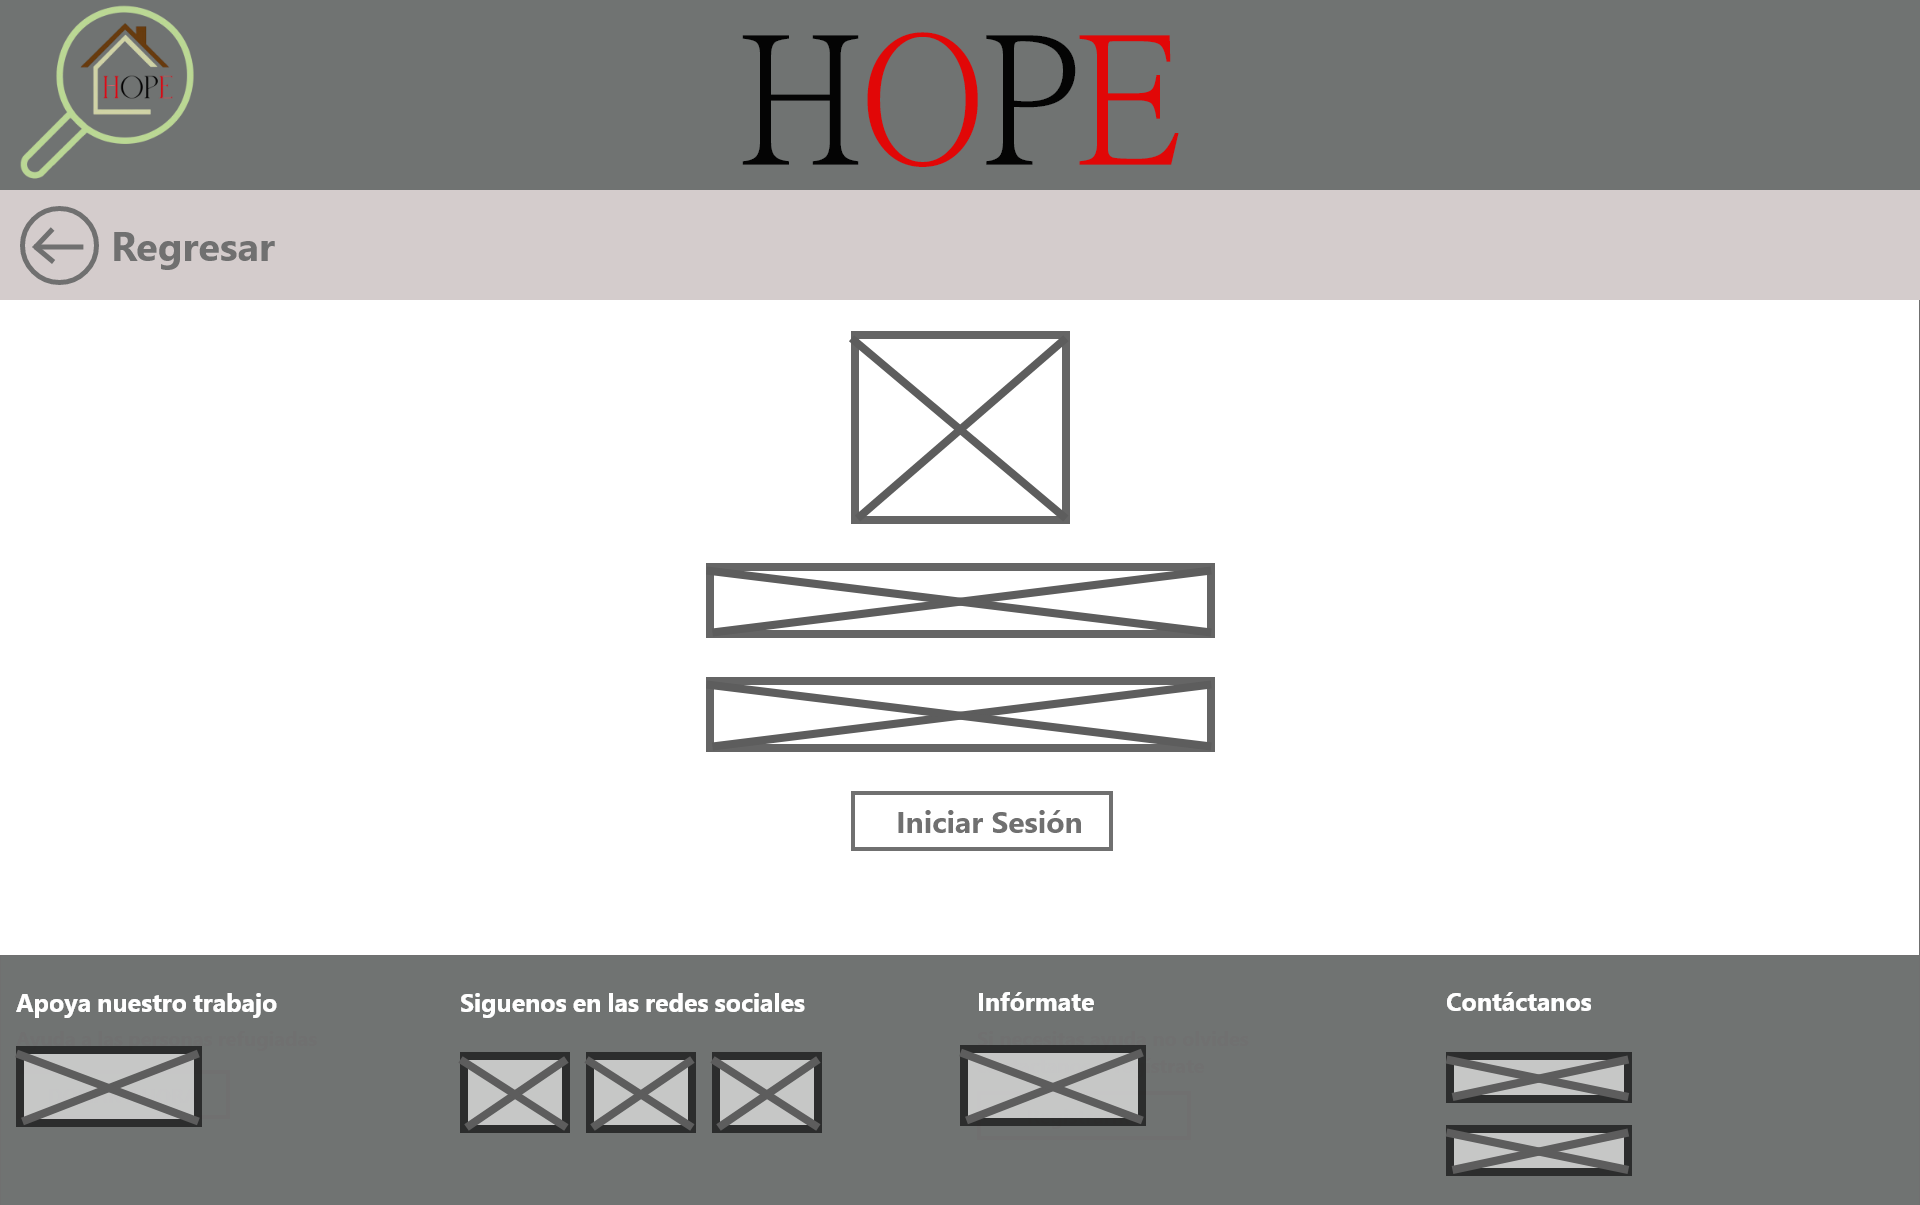 HOPE
HOPE
Regresar
Iniciar Sesión
Apoya nuestro trabajo
Siguenos en las redes sociales
Infórmate
Contáctanos